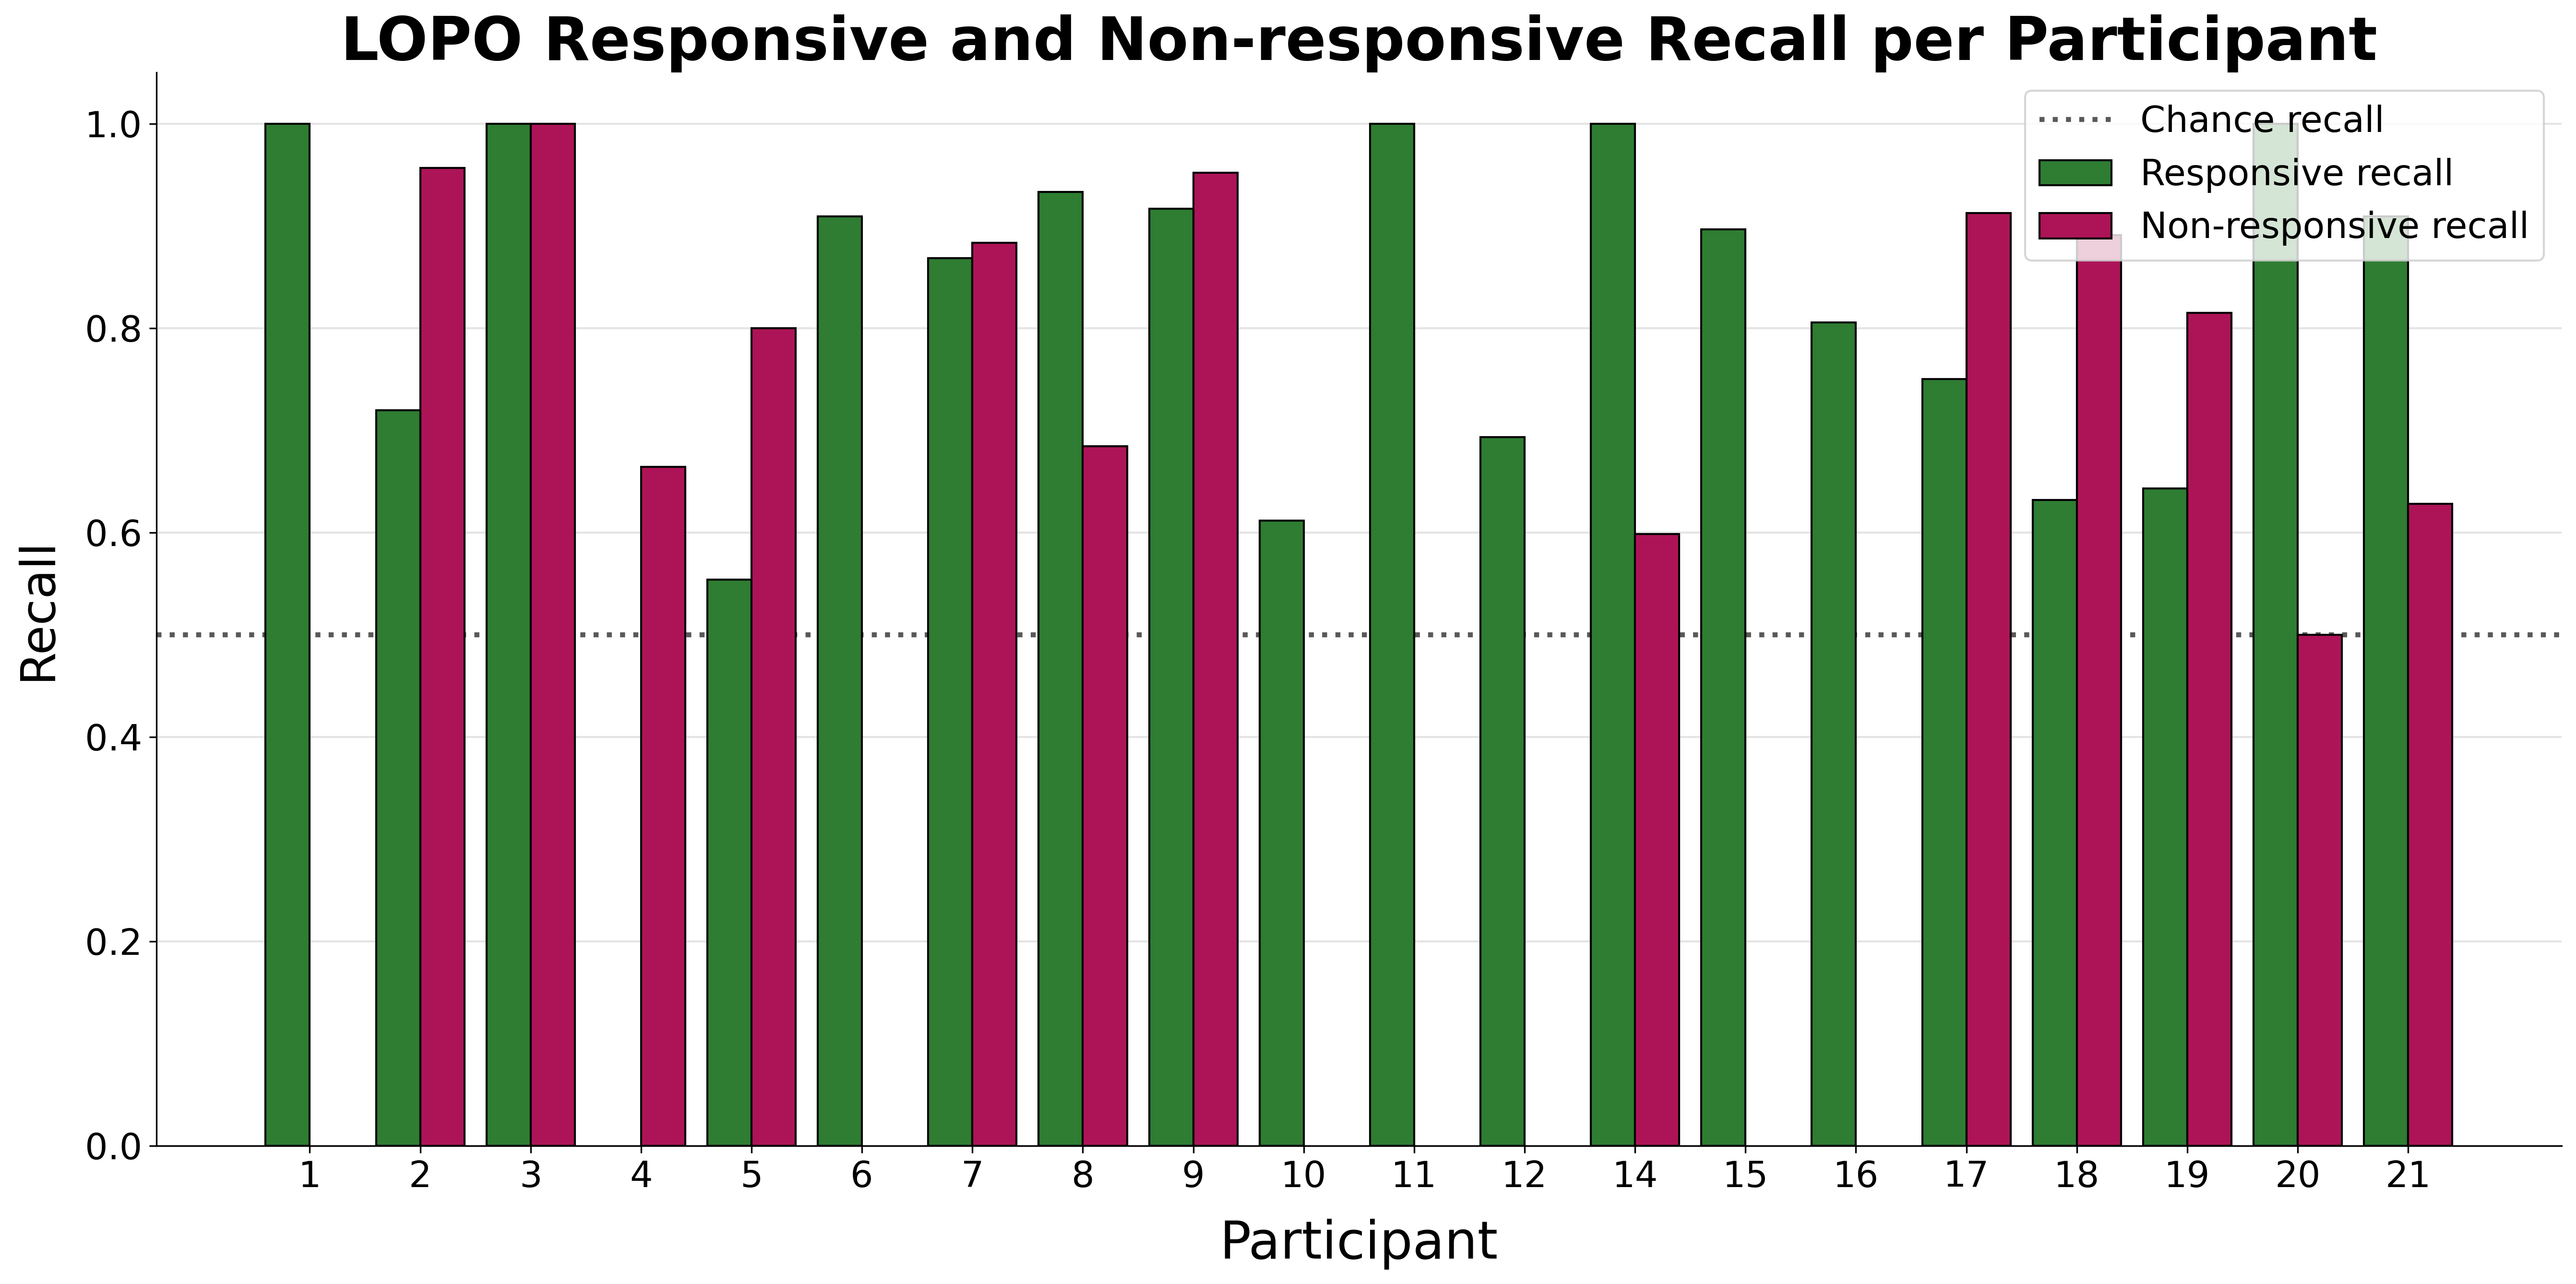 LOPO Responsive and Non-responsive Recall per Participant
Chance recall
Responsive recall
Non-responsive recall
1.0
0.8
0.6
0.4
0.2
0.0
Recall
1 2 3 4 5 6 7 8 9 10 11 12 14 15 16 17 18 19 20 21
Participant